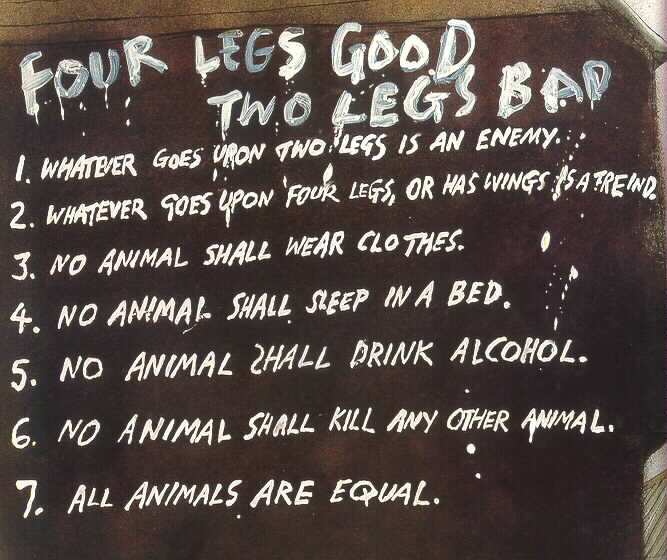 FOUR LEGS GOOD
TWO LEGS BAD
1. WHATEVER GOES UPON TWO LEGS IS AN ENEMY.
2. WHATEVER GOES UPON FOUR LEGS, OR HAS WINGS IS A FREIND.
3. NO ANIMAL SHALL WEAR CLOTHES.
4. NO ANIMAL SHALL SLEEP IN A BED.
5. NO ANIMAL SHALL DRINK ALCOHOL.
6. NO ANIMAL SHALL KILL ANY OTHER ANIMAL.
7. ALL ANIMALS ARE EQUAL.